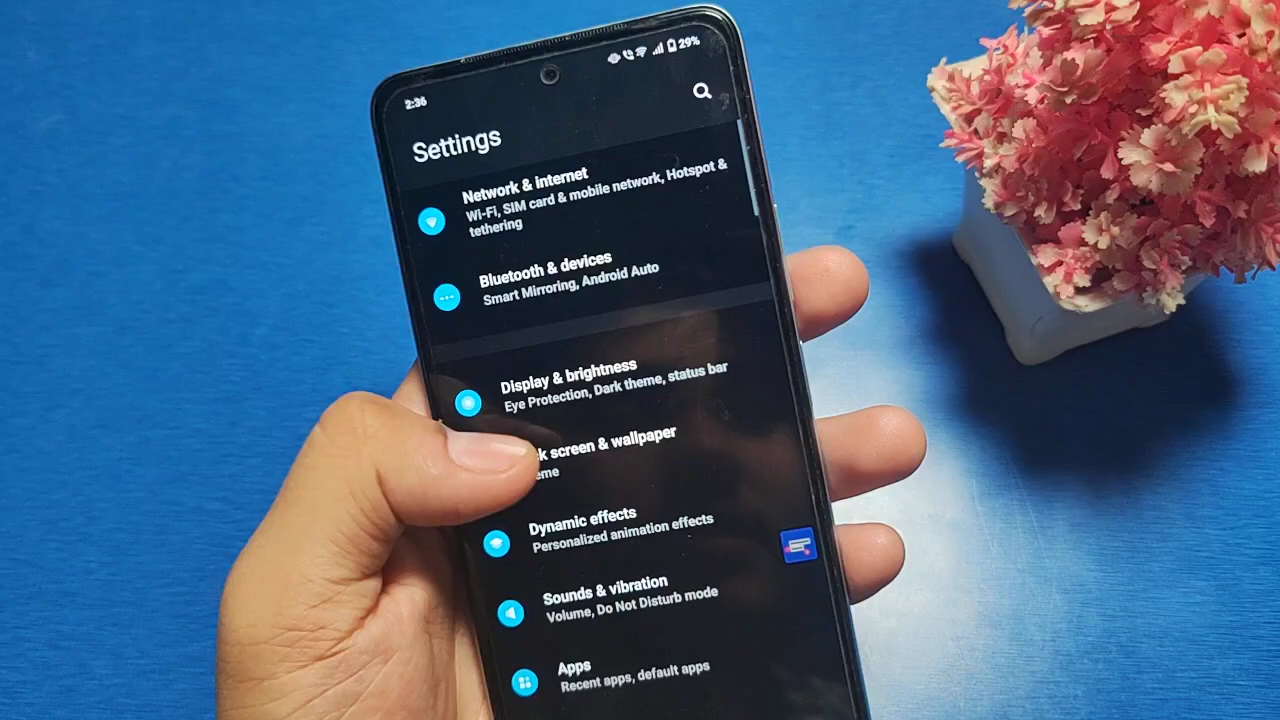 2:36
29%
Settings
Network & internet
Wi-Fi, SIM card & mobile network, Hotspot &
tethering
Bluetooth & devices
Smart Mirroring, Android Auto
Display & brightness
Eye Protection, Dark theme, status bar
screen & wallpaper
Dynamic effects
Personalized animation effects
Sounds & vibration
Volume, Do Not Disturb mode
Apps
Recent apps, default apps